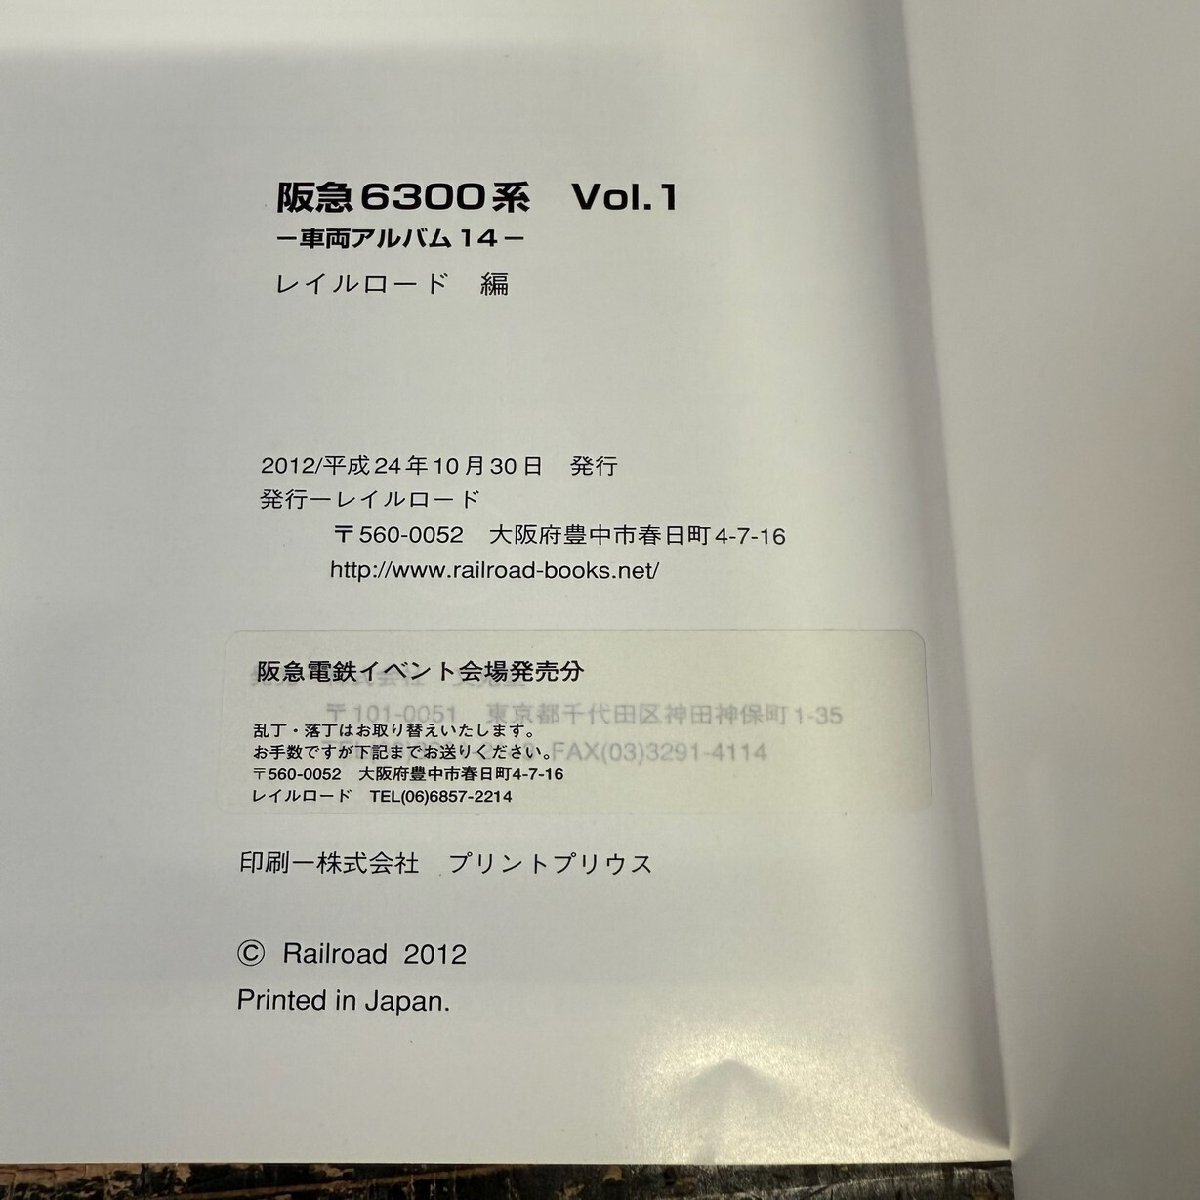 阪急6300系　Vol.1
－車両アルバム14－
レイルロード　編
2012/平成24年10月30日　発行
発行ーレイルロード
〒560-0052　大阪府豊中市春日町4-7-16
http://www.railroad-books.net/
阪急電鉄イベント会場発売分
〒101-0051　東京都千代田区神田神保町1-35
乱丁・落丁はお取り替えいたします。
お手数ですが下記までお送りください。
FAX(03)3291-4114
〒560-0052　大阪府豊中市春日町4-7-16
レイルロード　TEL(06)6857-2214
印刷ー株式会社　プリントプリウス
© Railroad 2012
Printed in Japan.